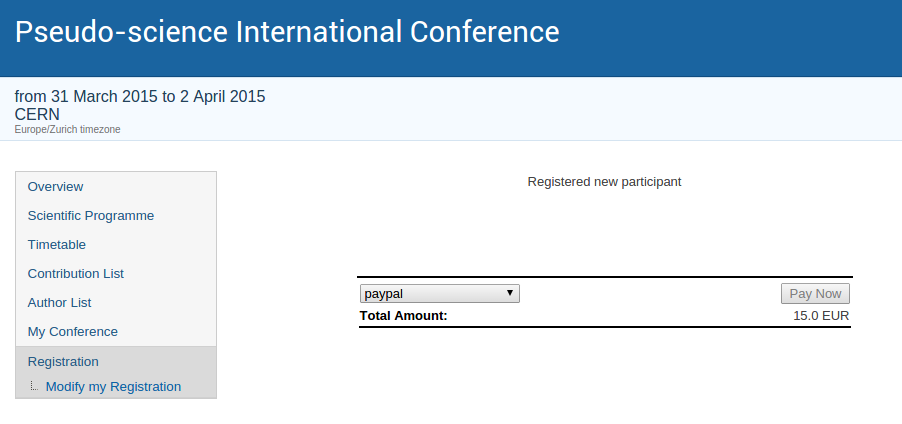 Pseudo-science International Conference
from 31 March 2015 to 2 April 2015
CERN
Europe/Zurich timezone
Overview
Scientific Programme
Timetable
Contribution List
Author List
My Conference
Registration
Modify my Registration
Registered new participant
paypal
Pay Now
Total Amount:
15.0 EUR